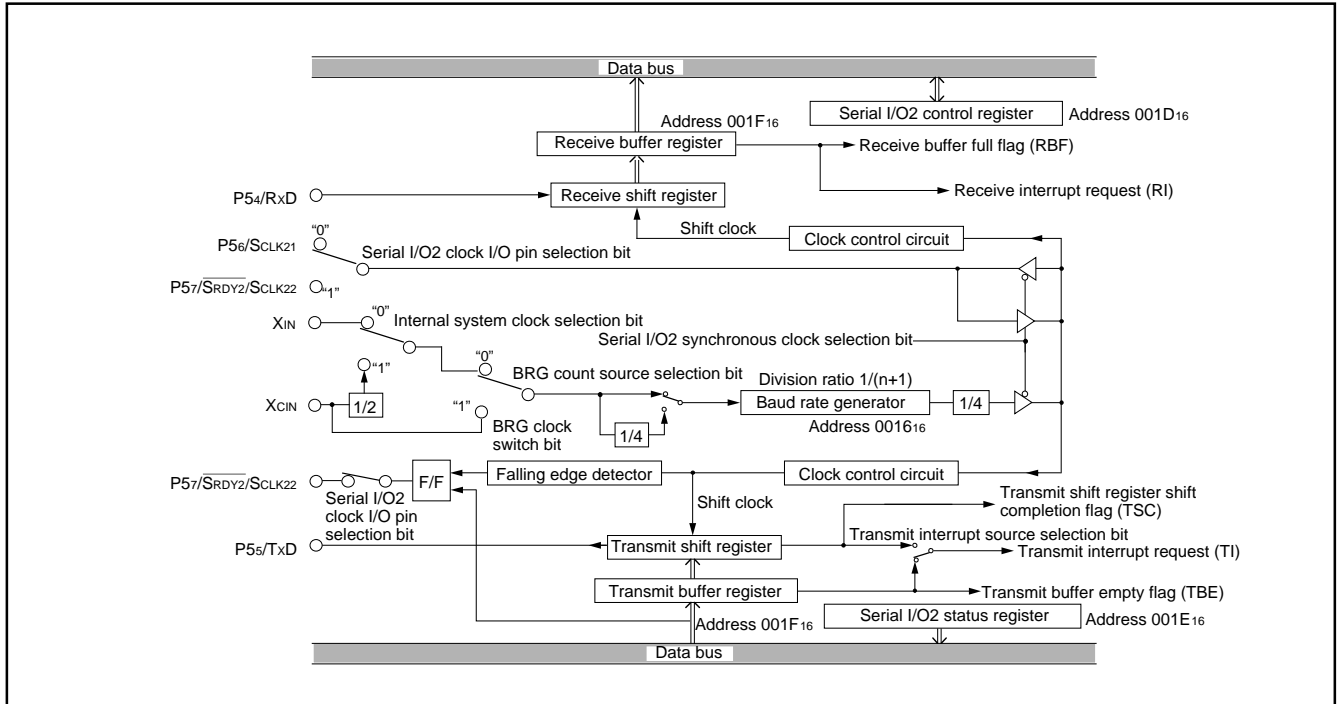 Data bus
Serial I/O2 control register
Address 001D16
Address 001F16
Receive buffer register
Receive buffer full flag (RBF)
Receive shift register
Receive interrupt request (RI)
P54/RXD
Shift clock
Clock control circuit
P56/SCLK21
"0"
Serial I/O2 clock I/O pin selection bit
P57/SRDY2/SCLK22
"1"
XIN
"0"
Internal system clock selection bit
Serial I/O2 synchronous clock selection bit
"1"
"0"
BRG count source selection bit
Division ratio 1/(n+1)
XCIN
1/2
"1"
Baud rate generator
1/4
BRG clock
switch bit
1/4
Address 001616
P57/SRDY2/SCLK22
F/F
Falling edge detector
Clock control circuit
Serial I/O2
clock I/O pin
selection bit
Shift clock
Transmit shift register shift
completion flag (TSC)
P55/TXD
Transmit shift register
Transmit interrupt source selection bit
Transmit interrupt request (TI)
Transmit buffer register
Transmit buffer empty flag (TBE)
Address 001F16
Serial I/O2 status register
Address 001E16
Data bus